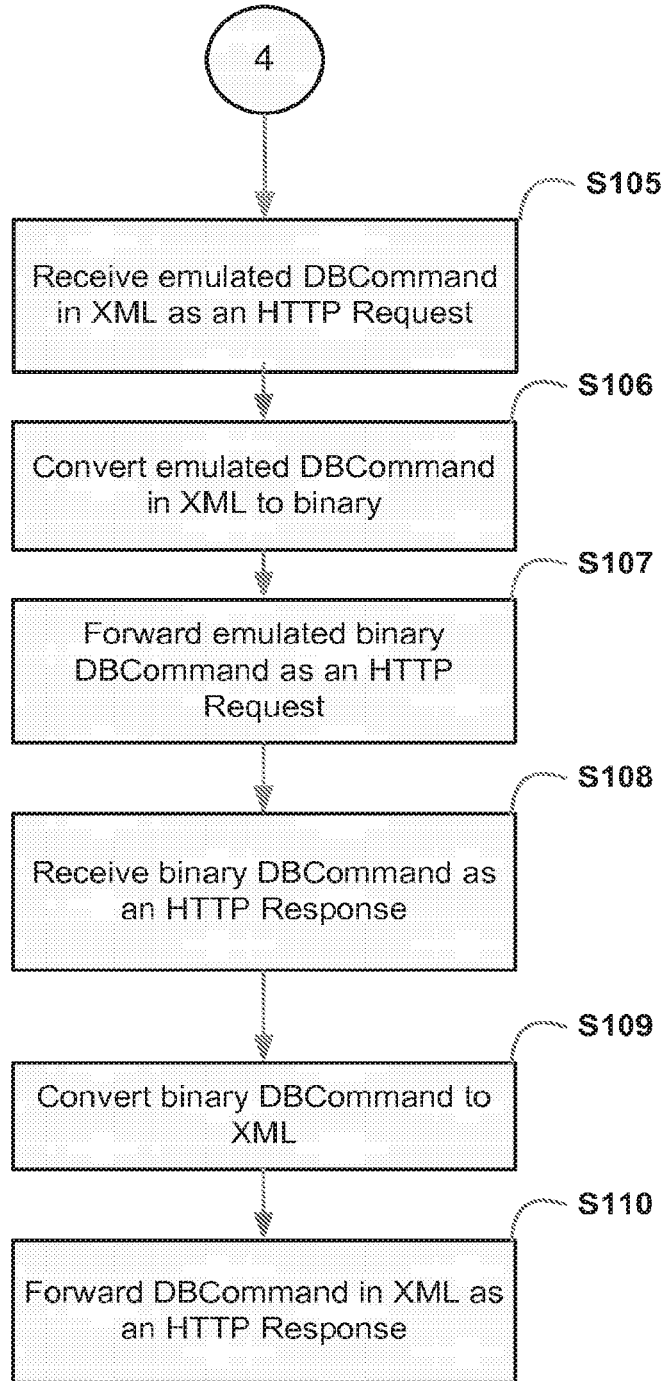 4
S105
Receive emulated DBCommand
in XML as an HTTP Request
S106
Convert emulated DBCommand
in XML to binary
S107
Forward emulated binary
DBCommand as an HTTP
Request
S108
Receive binary DBCommand as
an HTTP Response
S109
Convert binary DBCommand to
XML
S110
Forward DBCommand in XML as
an HTTP Response